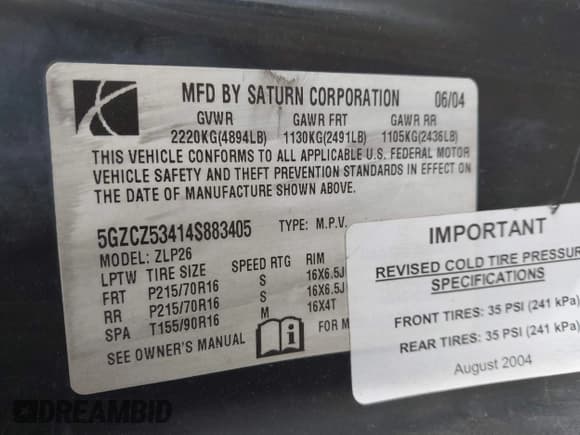 MFD BY SATURN CORPORATION 06/04
GVWR GAWR FRT GAWR RR
2220KG(4894LB) 1130KG(2491LB) 1105KG(2436LB)
THIS VEHICLE CONFORMS TO ALL APPLICABLE U.S. FEDERAL MOTOR
VEHICLE SAFETY AND THEFT PREVENTION STANDARDS IN EFFECT ON
THE DATE OF MANUFACTURE SHOWN ABOVE.
5GZCZ53414S883405 TYPE: M.P.V.
MODEL: ZLP26
LPTW TIRE SIZE SPEED RTG RIM
FRT P215/70R16 S 16X6.5J
RR P215/70R16 S 16X6.5J
SPA T155/90R16 M 16X4T
SEE OWNER'S MANUAL FOR M
IMPORTANT
REVISED COLD TIRE PRESSUR
SPECIFICATIONS
FRONT TIRES: 35 PSI (241 kPa)
REAR TIRES: 35 PSI (241 kPa)
August 2004
DREAMBID